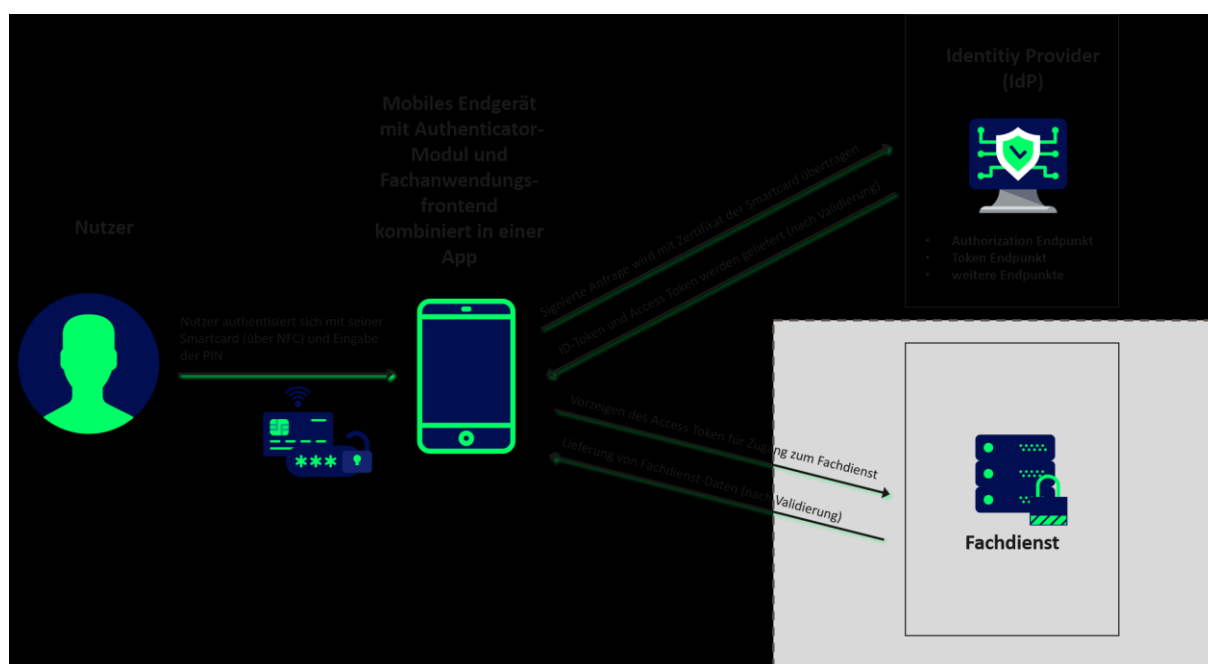 Identitiy Provider
(IdP)
Mobiles Endgerät
mit Authenticator-
Modul und
Fachanwendungs-
frontend
kombiniert in einer
App
Nutzer
Signierte Anfrage wird mit Zertifikat der Smartcard übertragen
ID-Token und Access Token werden geliefert (nach Validierung)
• Authorization Endpunkt
• Token Endpunkt
• weitere Endpunkte
Nutzer authentisiert sich mit seiner
Smartcard (über NFC) und Eingabe
der PIN
***
Vorzeigen des Access Token für Zugang zum Fachdienst
Lieferung von Fachdienst-Daten (nach Validierung)
Fachdienst